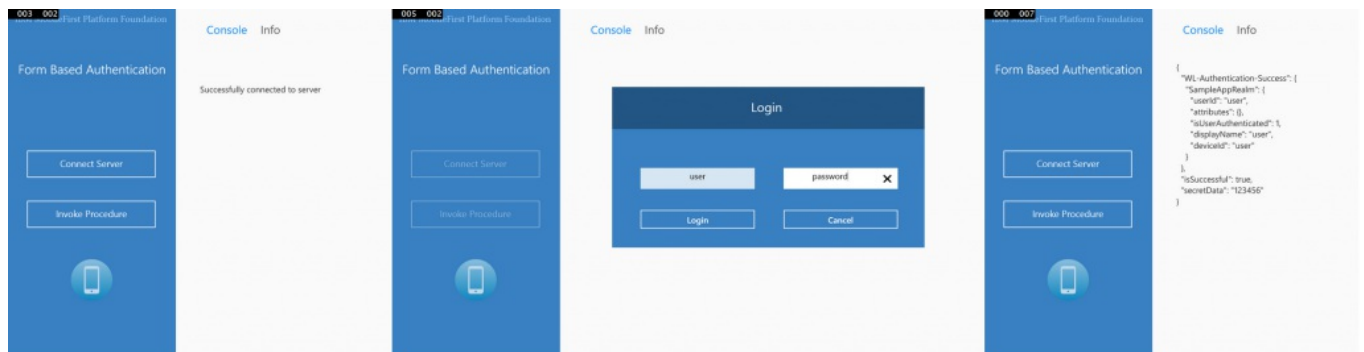 003 002
First Platform Foundation
Console Info
Form Based Authentication
Successfully connected to server
Connect Server
Invoke Procedure
005 002
First Platform Foundation
Console Info
Form Based Authentication
Login
Connect Server
user password
Invoke Procedure
Login Cancel
000 007
First Platform Foundation
Console Info
Form Based Authentication
{
"WL-Authentication-Success": {
"SampleAppRealm": {
"userId": "user",
"attributes": {},
"isUserAuthenticated": 1,
"displayName": "user",
"deviceId": "user"
}
},
"isSuccessful": true,
"secretData": "123456"
}
Connect Server
Invoke Procedure